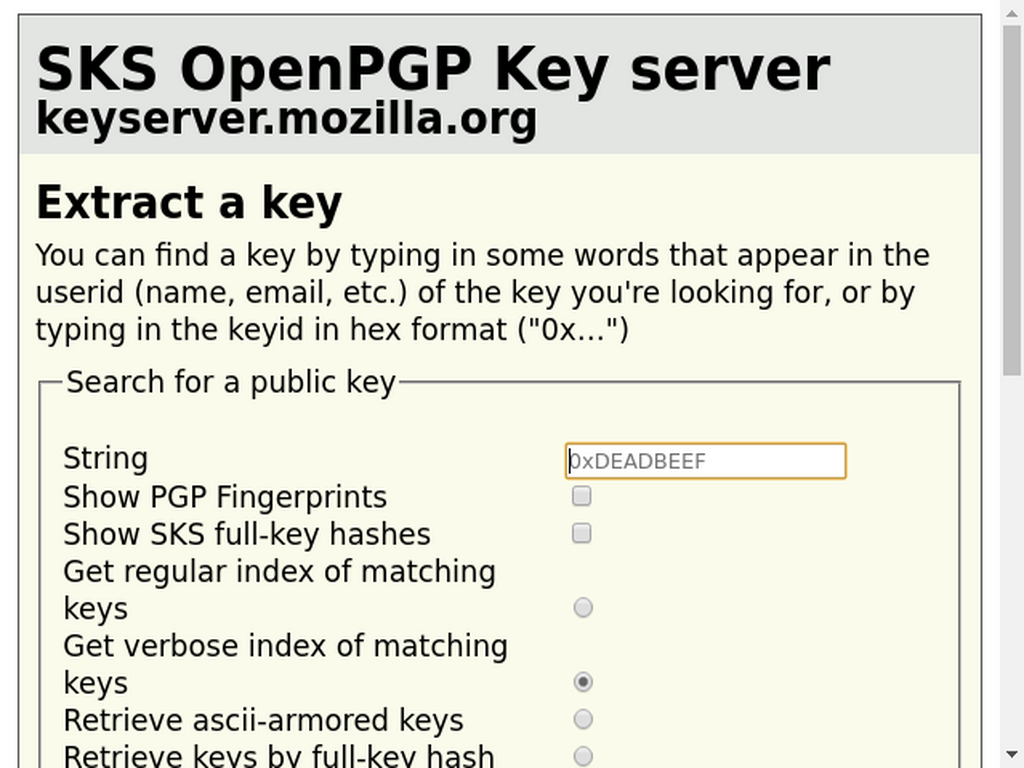 SKS OpenPGP Key server
keyserver.mozilla.org
Extract a key
You can find a key by typing in some words that appear in the
userid (name, email, etc.) of the key you're looking for, or by
typing in the keyid in hex format ("0x…")
Search for a public key
String
0xDEADBEEF
Show PGP Fingerprints
Show SKS full-key hashes
Get regular index of matching
keys
Get verbose index of matching
keys
Retrieve ascii-armored keys
Retrieve keys by full-key hash